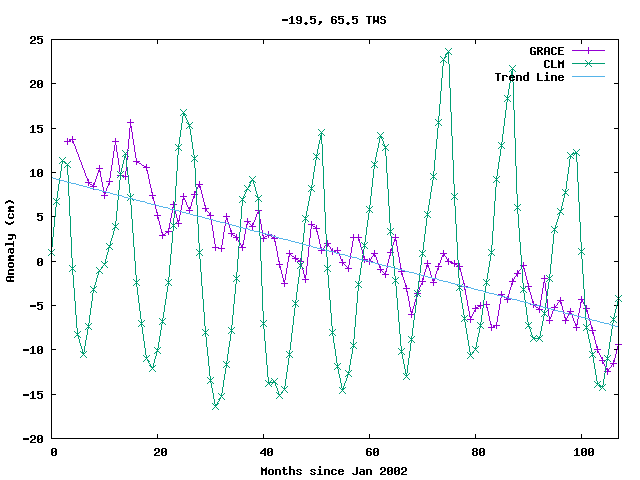 -19.5, 65.5 TWS
GRACE
CLM
Trend Line
Anomaly (cm)
25
20
15
10
5
0
-5
-10
-15
-20
0 20 40 60 80 100
Months since Jan 2002